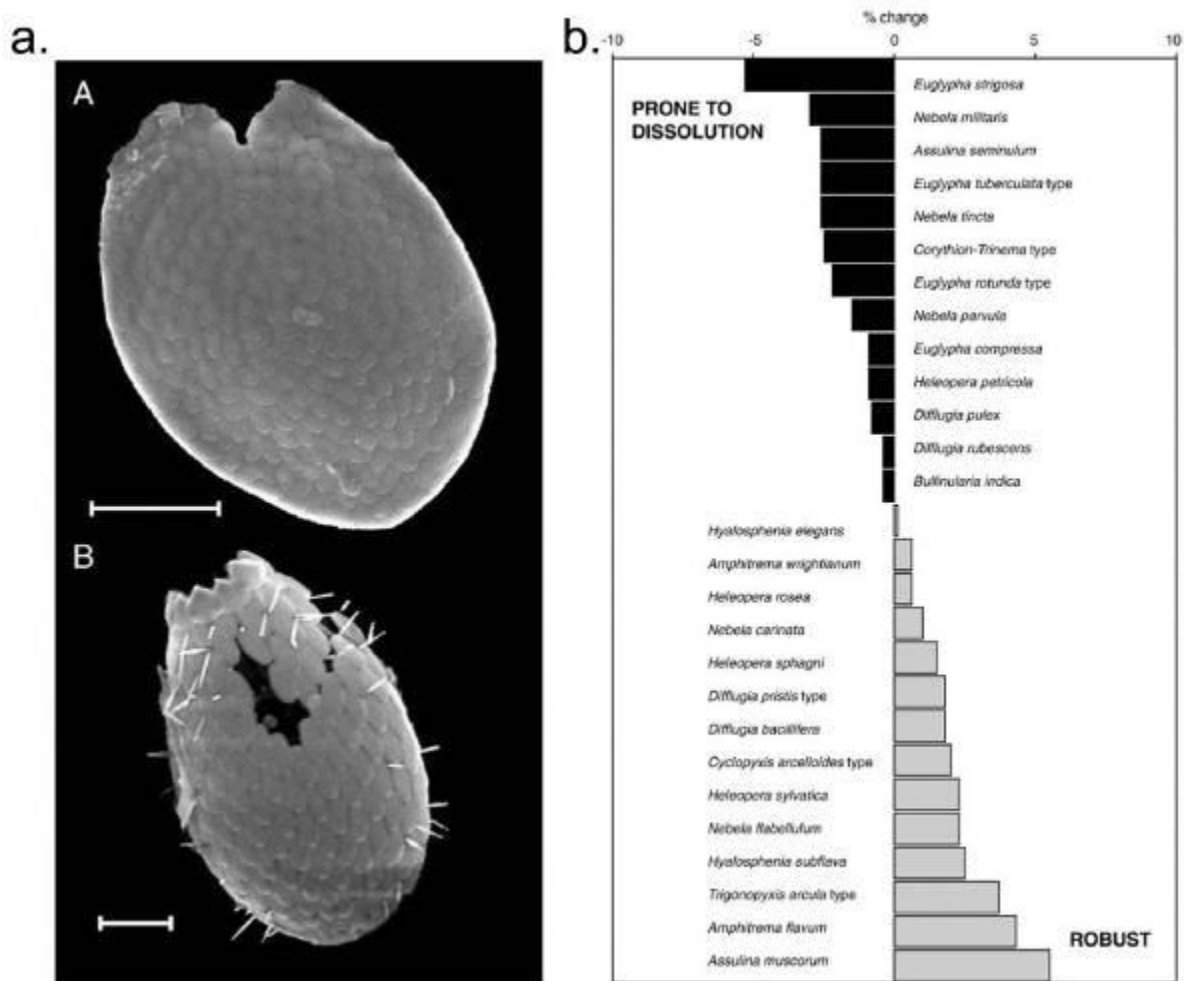 a.
A
B
b.
% change
-10 -5 0 5 10
PRONE TO
DISSOLUTION
Euglypha strigosa
Nebela militaris
Assulina seminulum
Euglypha tuberculata type
Nebela tincta
Corythion-Trinema type
Euglypha rotunda type
Nebela parvula
Euglypha compressa
Heleopera petricola
Difflugia pulex
Difflugia rubescens
Bullinularia indica
Hyalosphenia elegans
Amphitrema wrightianum
Heleopera rosea
Nebela carinata
Heleopera sphagni
Difflugia pristis type
Difflugia bacillifera
Cyclopyxis arcelloides type
Heleopera sylvatica
Nebela flabellulum
Hyalosphenia subflava
Trigonopyxis arcula type
Amphitrema flavum
Assulina muscorum
ROBUST